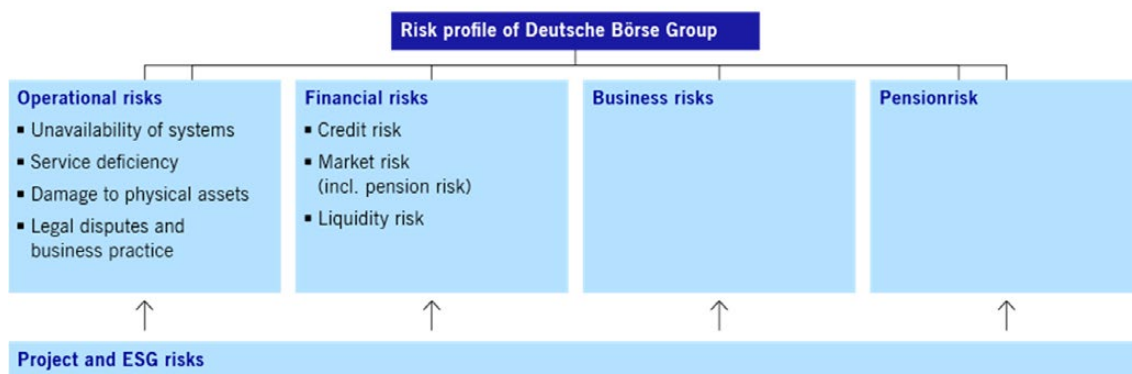 Risk profile of Deutsche Börse Group
Operational risks
▪ Unavailability of systems
▪ Service deficiency
▪ Damage to physical assets
▪ Legal disputes and
business practice
Financial risks
▪ Credit risk
▪ Market risk
(incl. pension risk)
▪ Liquidity risk
Business risks
Pensionrisk
Project and ESG risks